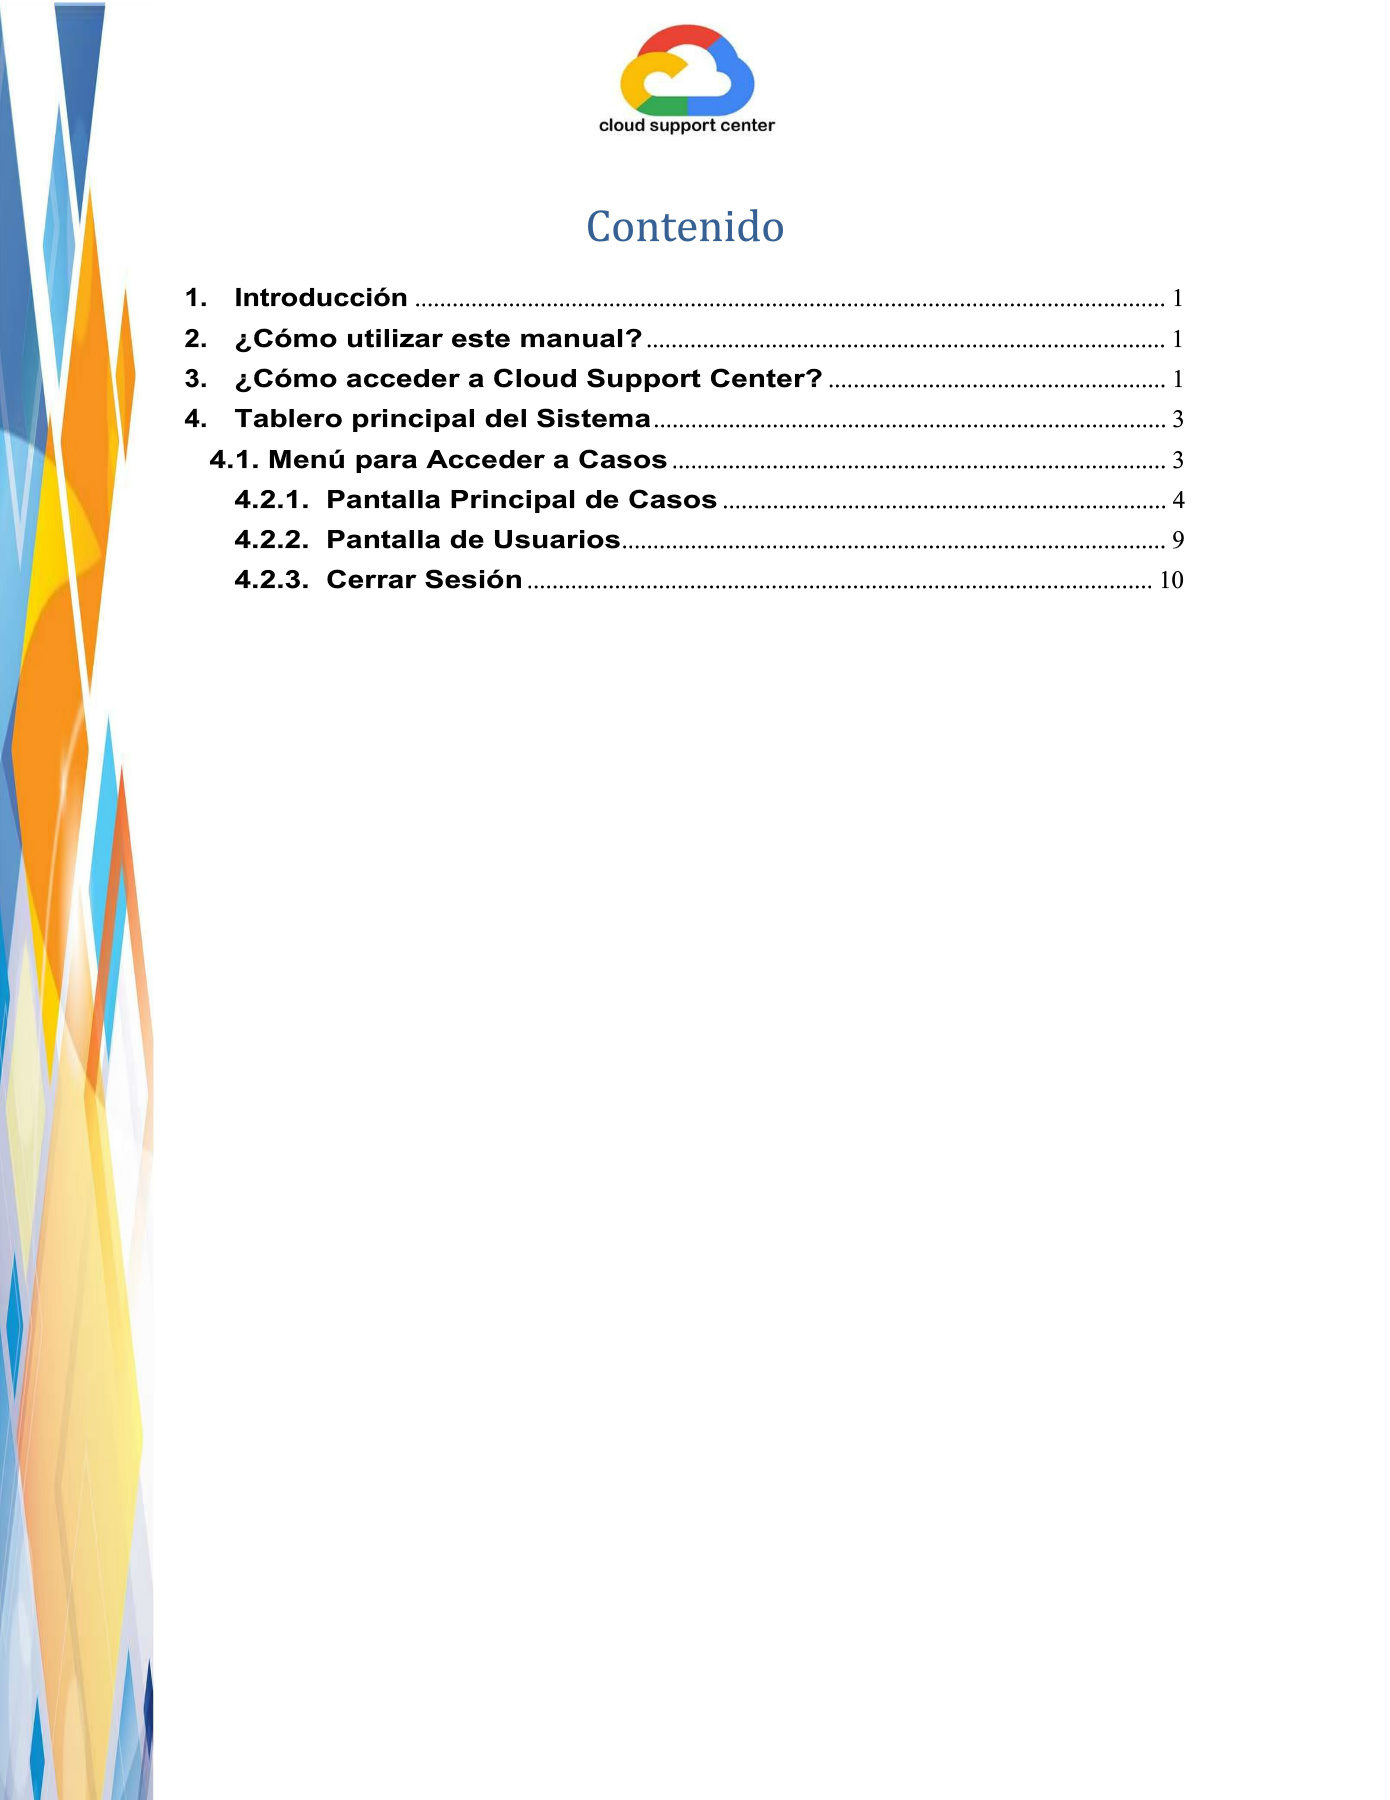 cloud support center
Contenido
1. Introducción ........................................................................................................................ 1
2. ¿Cómo utilizar este manual? ................................................................................... 1
3. ¿Cómo acceder a Cloud Support Center? ...................................................... 1
4. Tablero principal del Sistema .................................................................................. 3
4.1. Menú para Acceder a Casos ............................................................................... 3
4.2.1. Pantalla Principal de Casos ....................................................................... 4
4.2.2. Pantalla de Usuarios ....................................................................................... 9
4.2.3. Cerrar Sesión .................................................................................................... 10